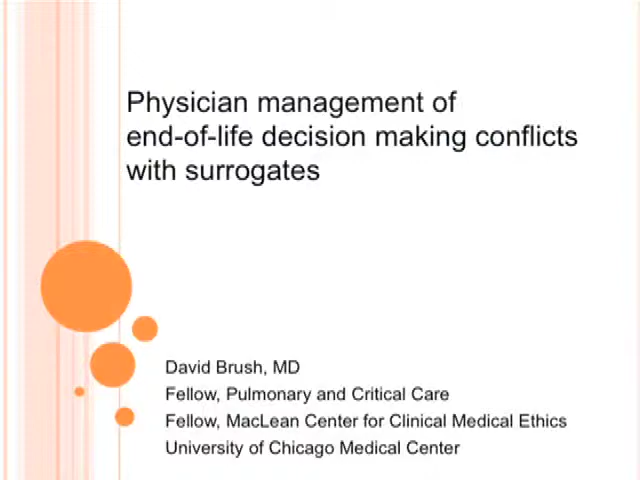 Physician management of
end-of-life decision making conflicts
with surrogates
David Brush, MD
Fellow, Pulmonary and Critical Care
Fellow, MacLean Center for Clinical Medical Ethics
University of Chicago Medical Center